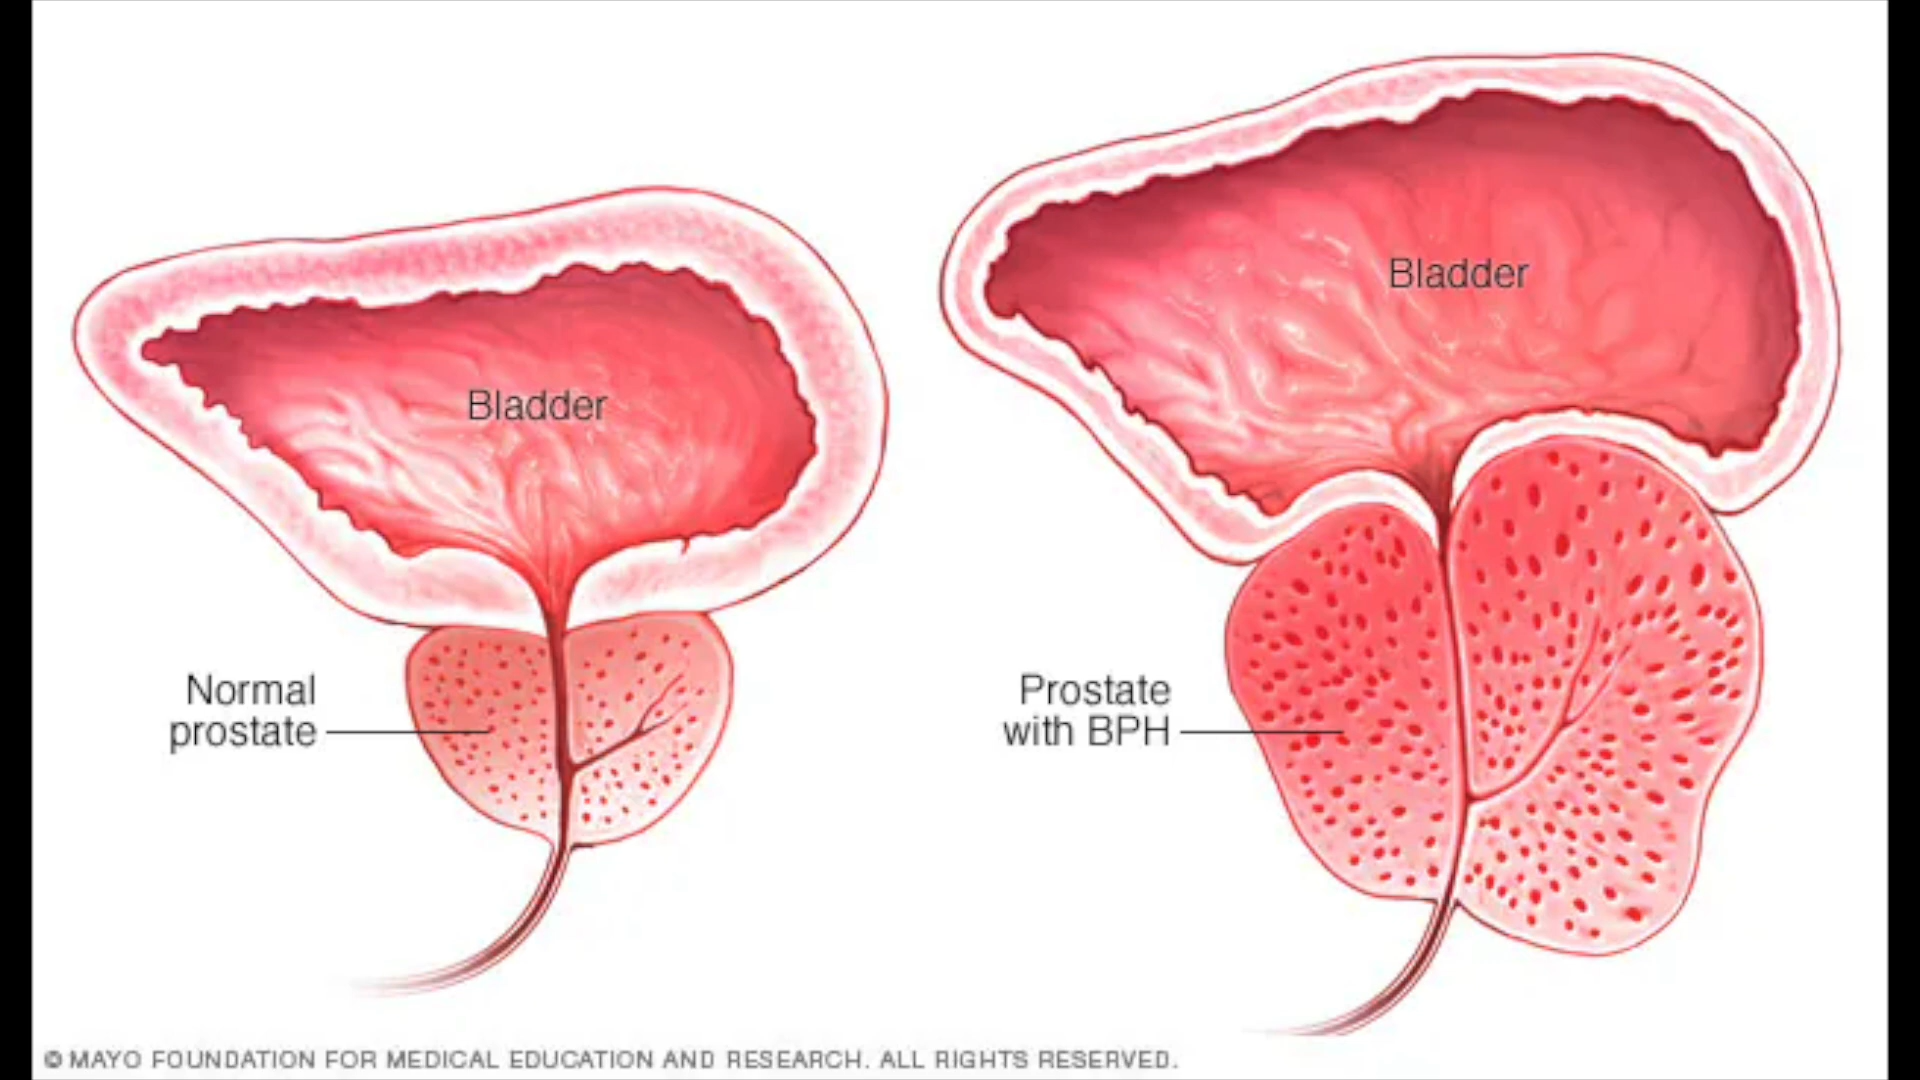 Bladder
Bladder
Normal
prostate
Prostate
with BPH
© MAYO FOUNDATION FOR MEDICAL EDUCATION AND RESEARCH. ALL RIGHTS RESERVED.